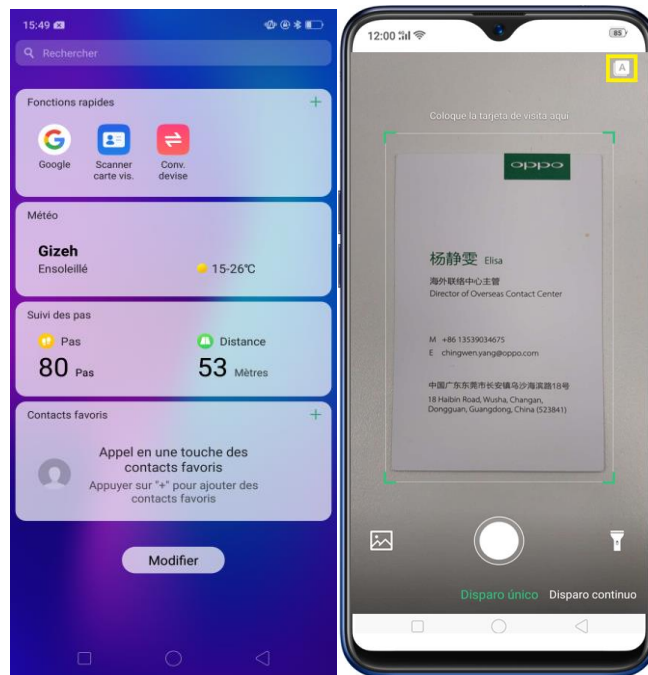 15:49
Rechercher
Fonctions rapides
+
Google
Scanner
carte vis.
Conv.
devise
Météo
Gizeh
Ensoleillé
15-26°C
Suivi des pas
Pas
Distance
80 Pas
53 Mètres
Contacts favoris
+
Appel en une touche des
contacts favoris
Appuyer sur "+" pour ajouter des
contacts favoris
Modifier
12:00
85
A
Coloque la tarjeta de visita aquí
oppo
杨静雯 Elisa
海外联络中心主管
Director of Overseas Contact Center
M +86 13539034675
E chingwen.yang@oppo.com
中国广东东莞市长安镇乌沙海滨路18号
18 Haibin Road, Wusha, Changan,
Dongguan, Guangdong, China (523841)
Disparo único Disparo continuo